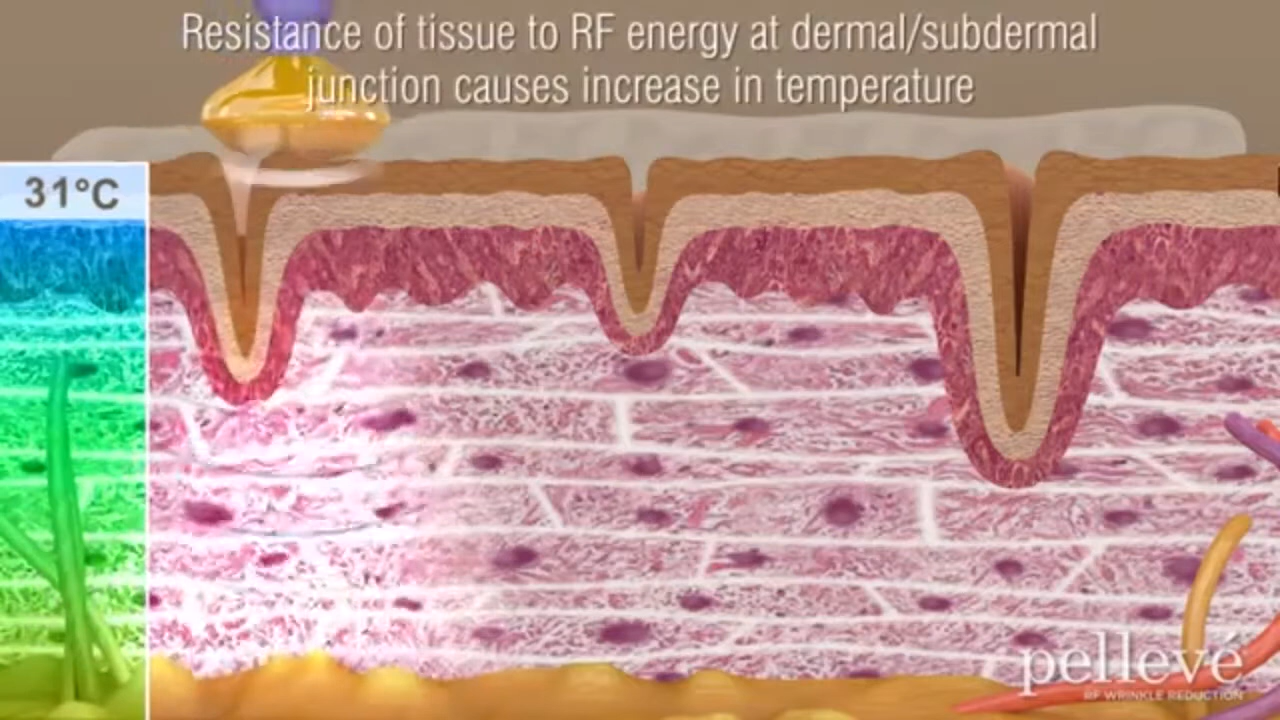 Resistance of tissue to RF energy at dermal/subdermal
junction causes increase in temperature
31°C
pellevé
RF WRINKLE REDUCTION